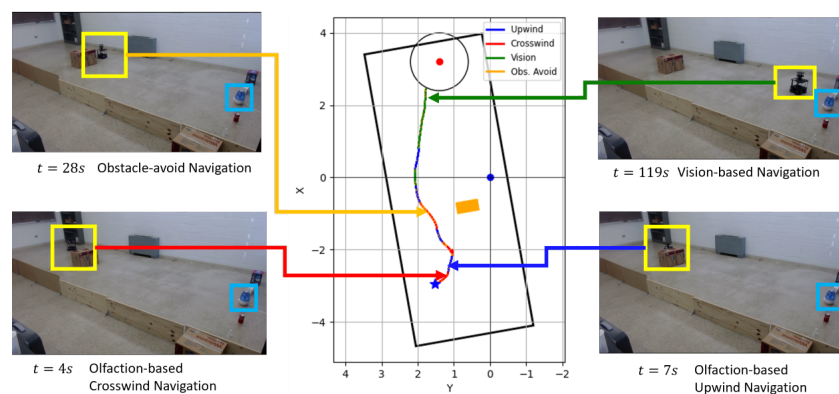 Upwind
Crosswind
Vision
Obs. Avoid
4
2
0
−2
−4
X
4
3
2
1
0
−1
−2
Y
t = 28s Obstacle-avoid Navigation
t = 119s Vision-based Navigation
t = 4s Olfaction-based
Crosswind Navigation
t = 7s Olfaction-based
Upwind Navigation